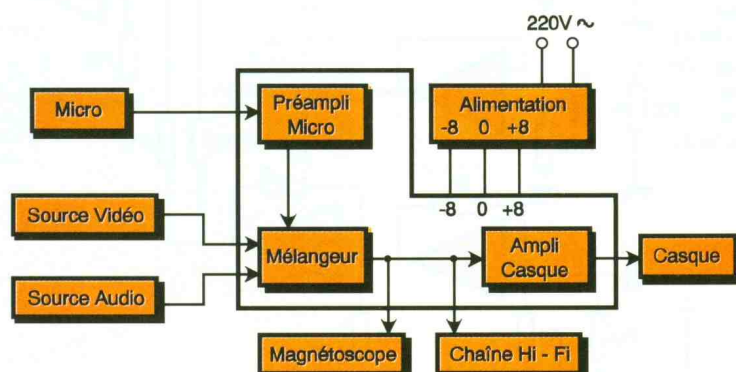 220V ~
Micro
Préampli
Micro
Alimentation
-8 0 +8
-8 0 +8
Source Vidéo
Mélangeur
Ampli
Casque
Casque
Source Audio
Magnétoscope
Chaîne Hi - Fi